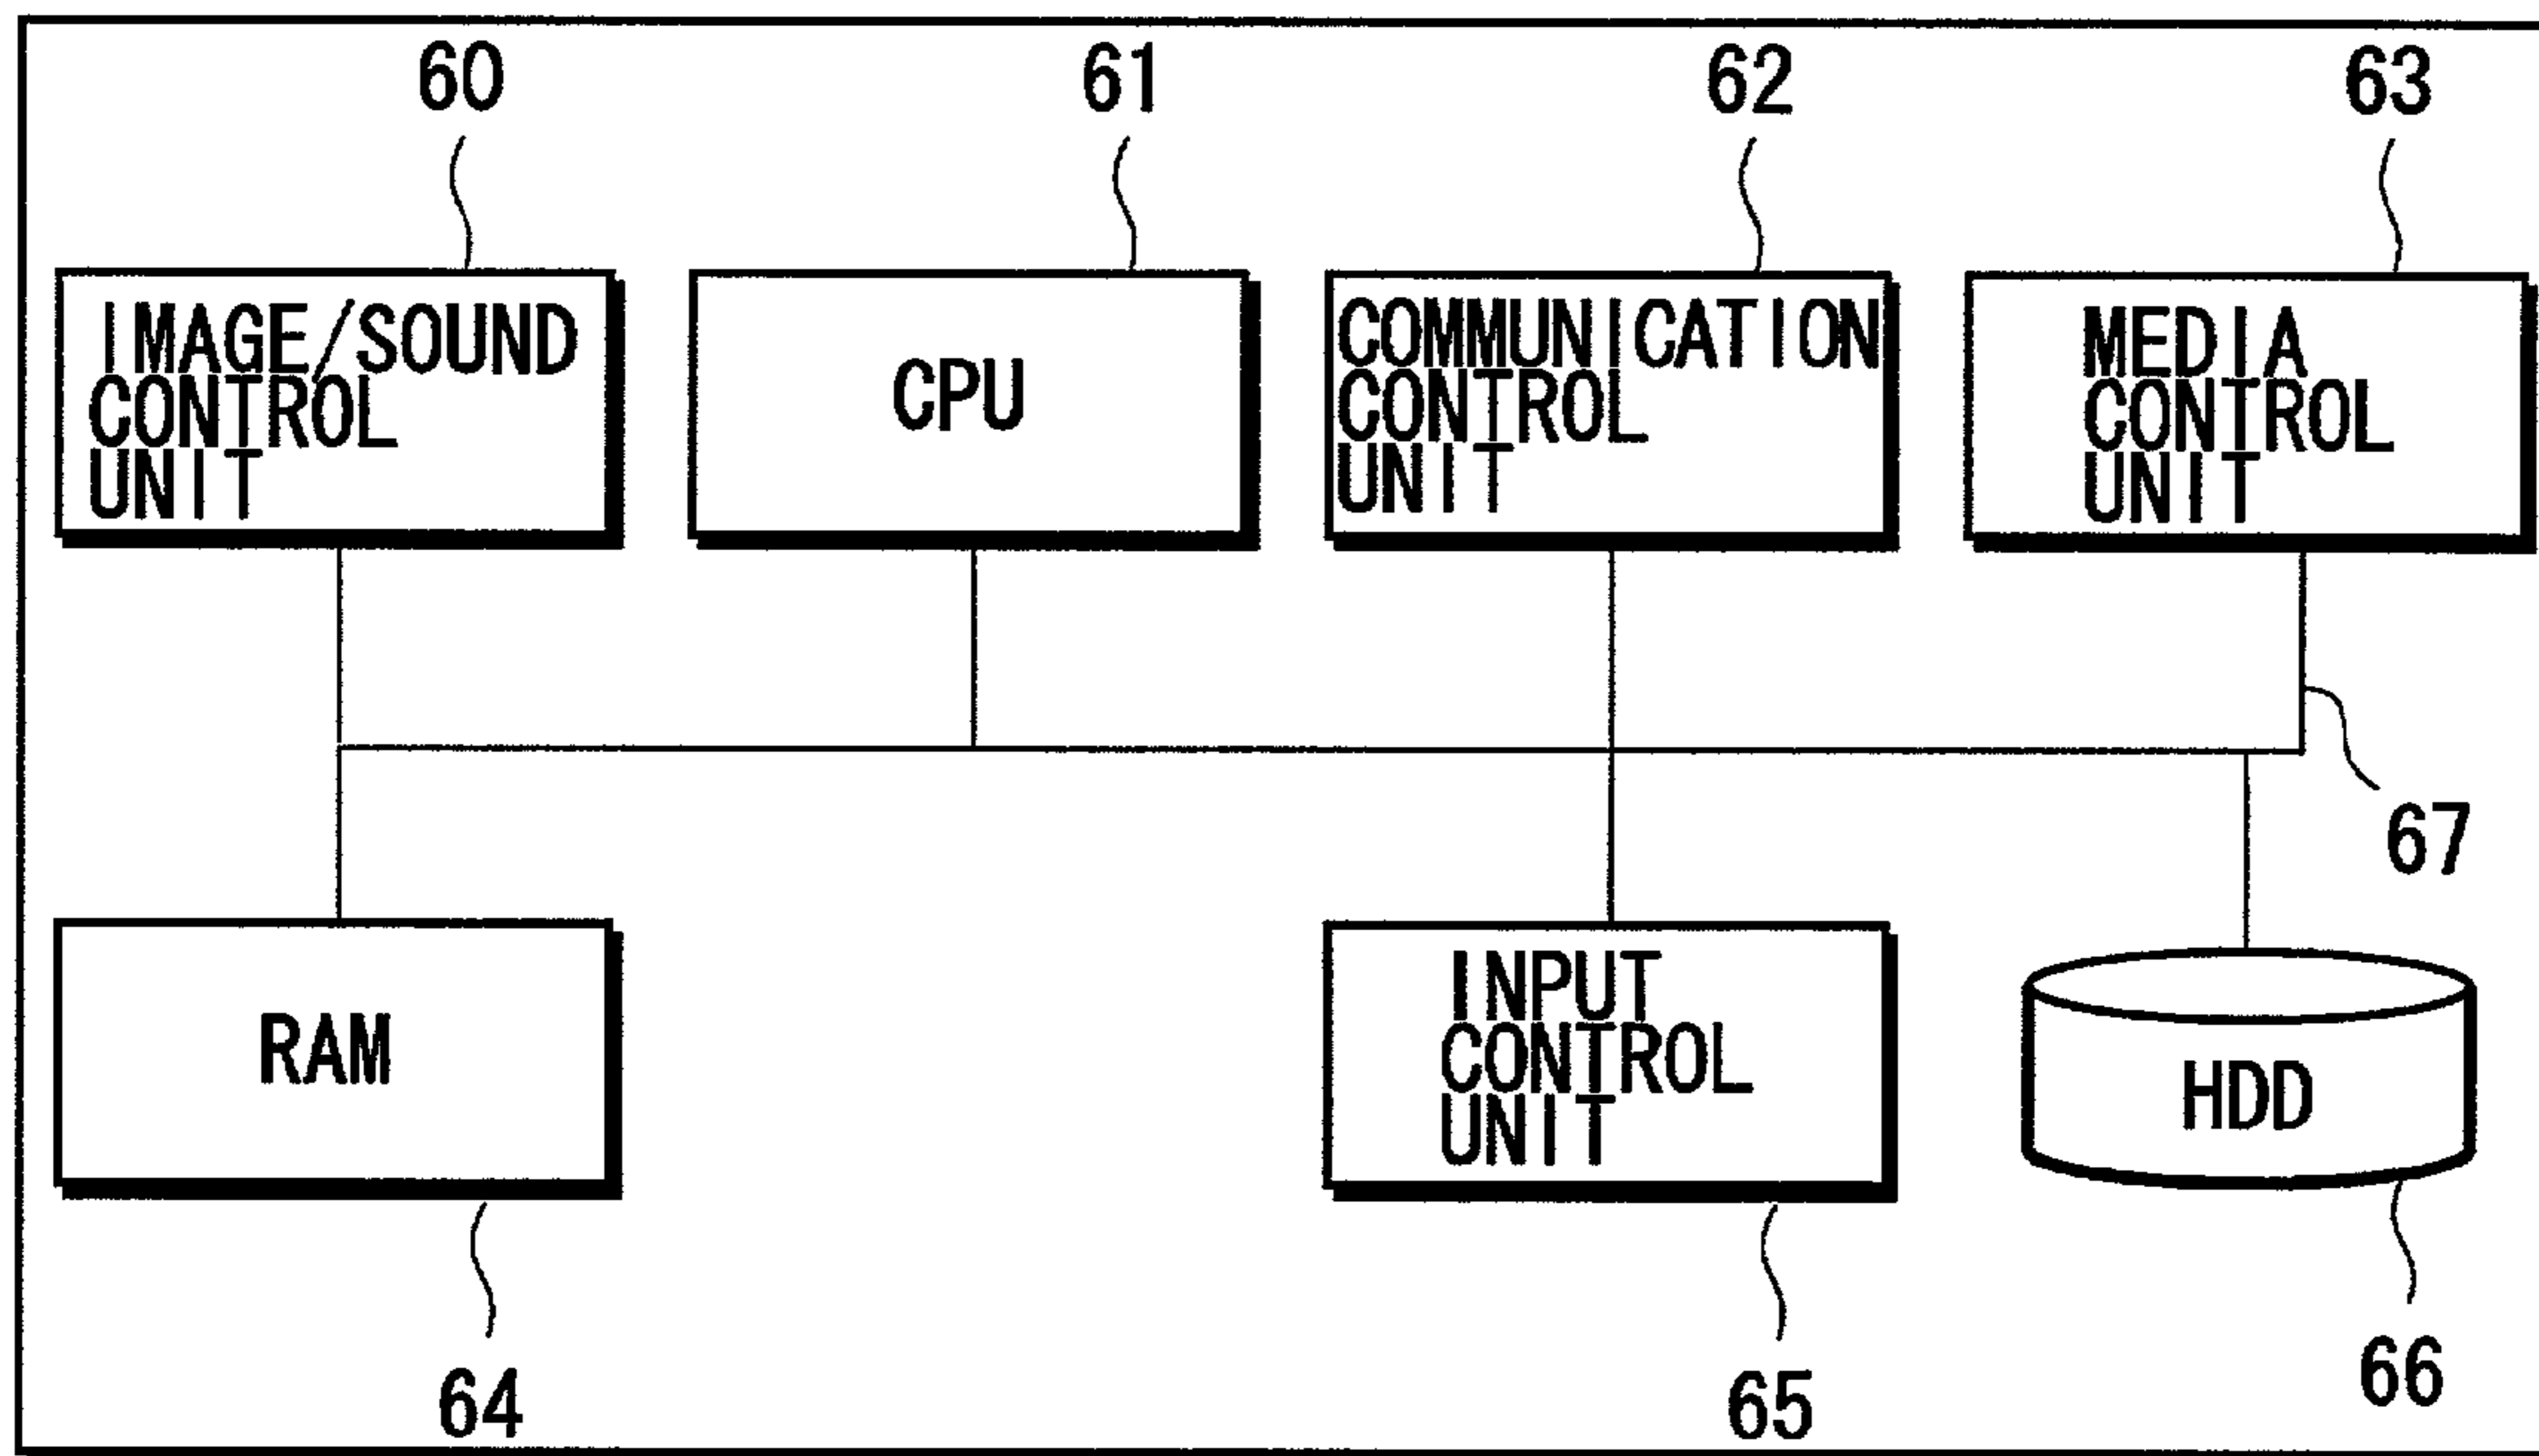 60
61
62
63
IMAGE/SOUND
CONTROL
UNIT
CPU
COMMUNICATION
CONTROL
UNIT
MEDIA
CONTROL
UNIT
67
RAM
INPUT
CONTROL
UNIT
HDD
64
65
66